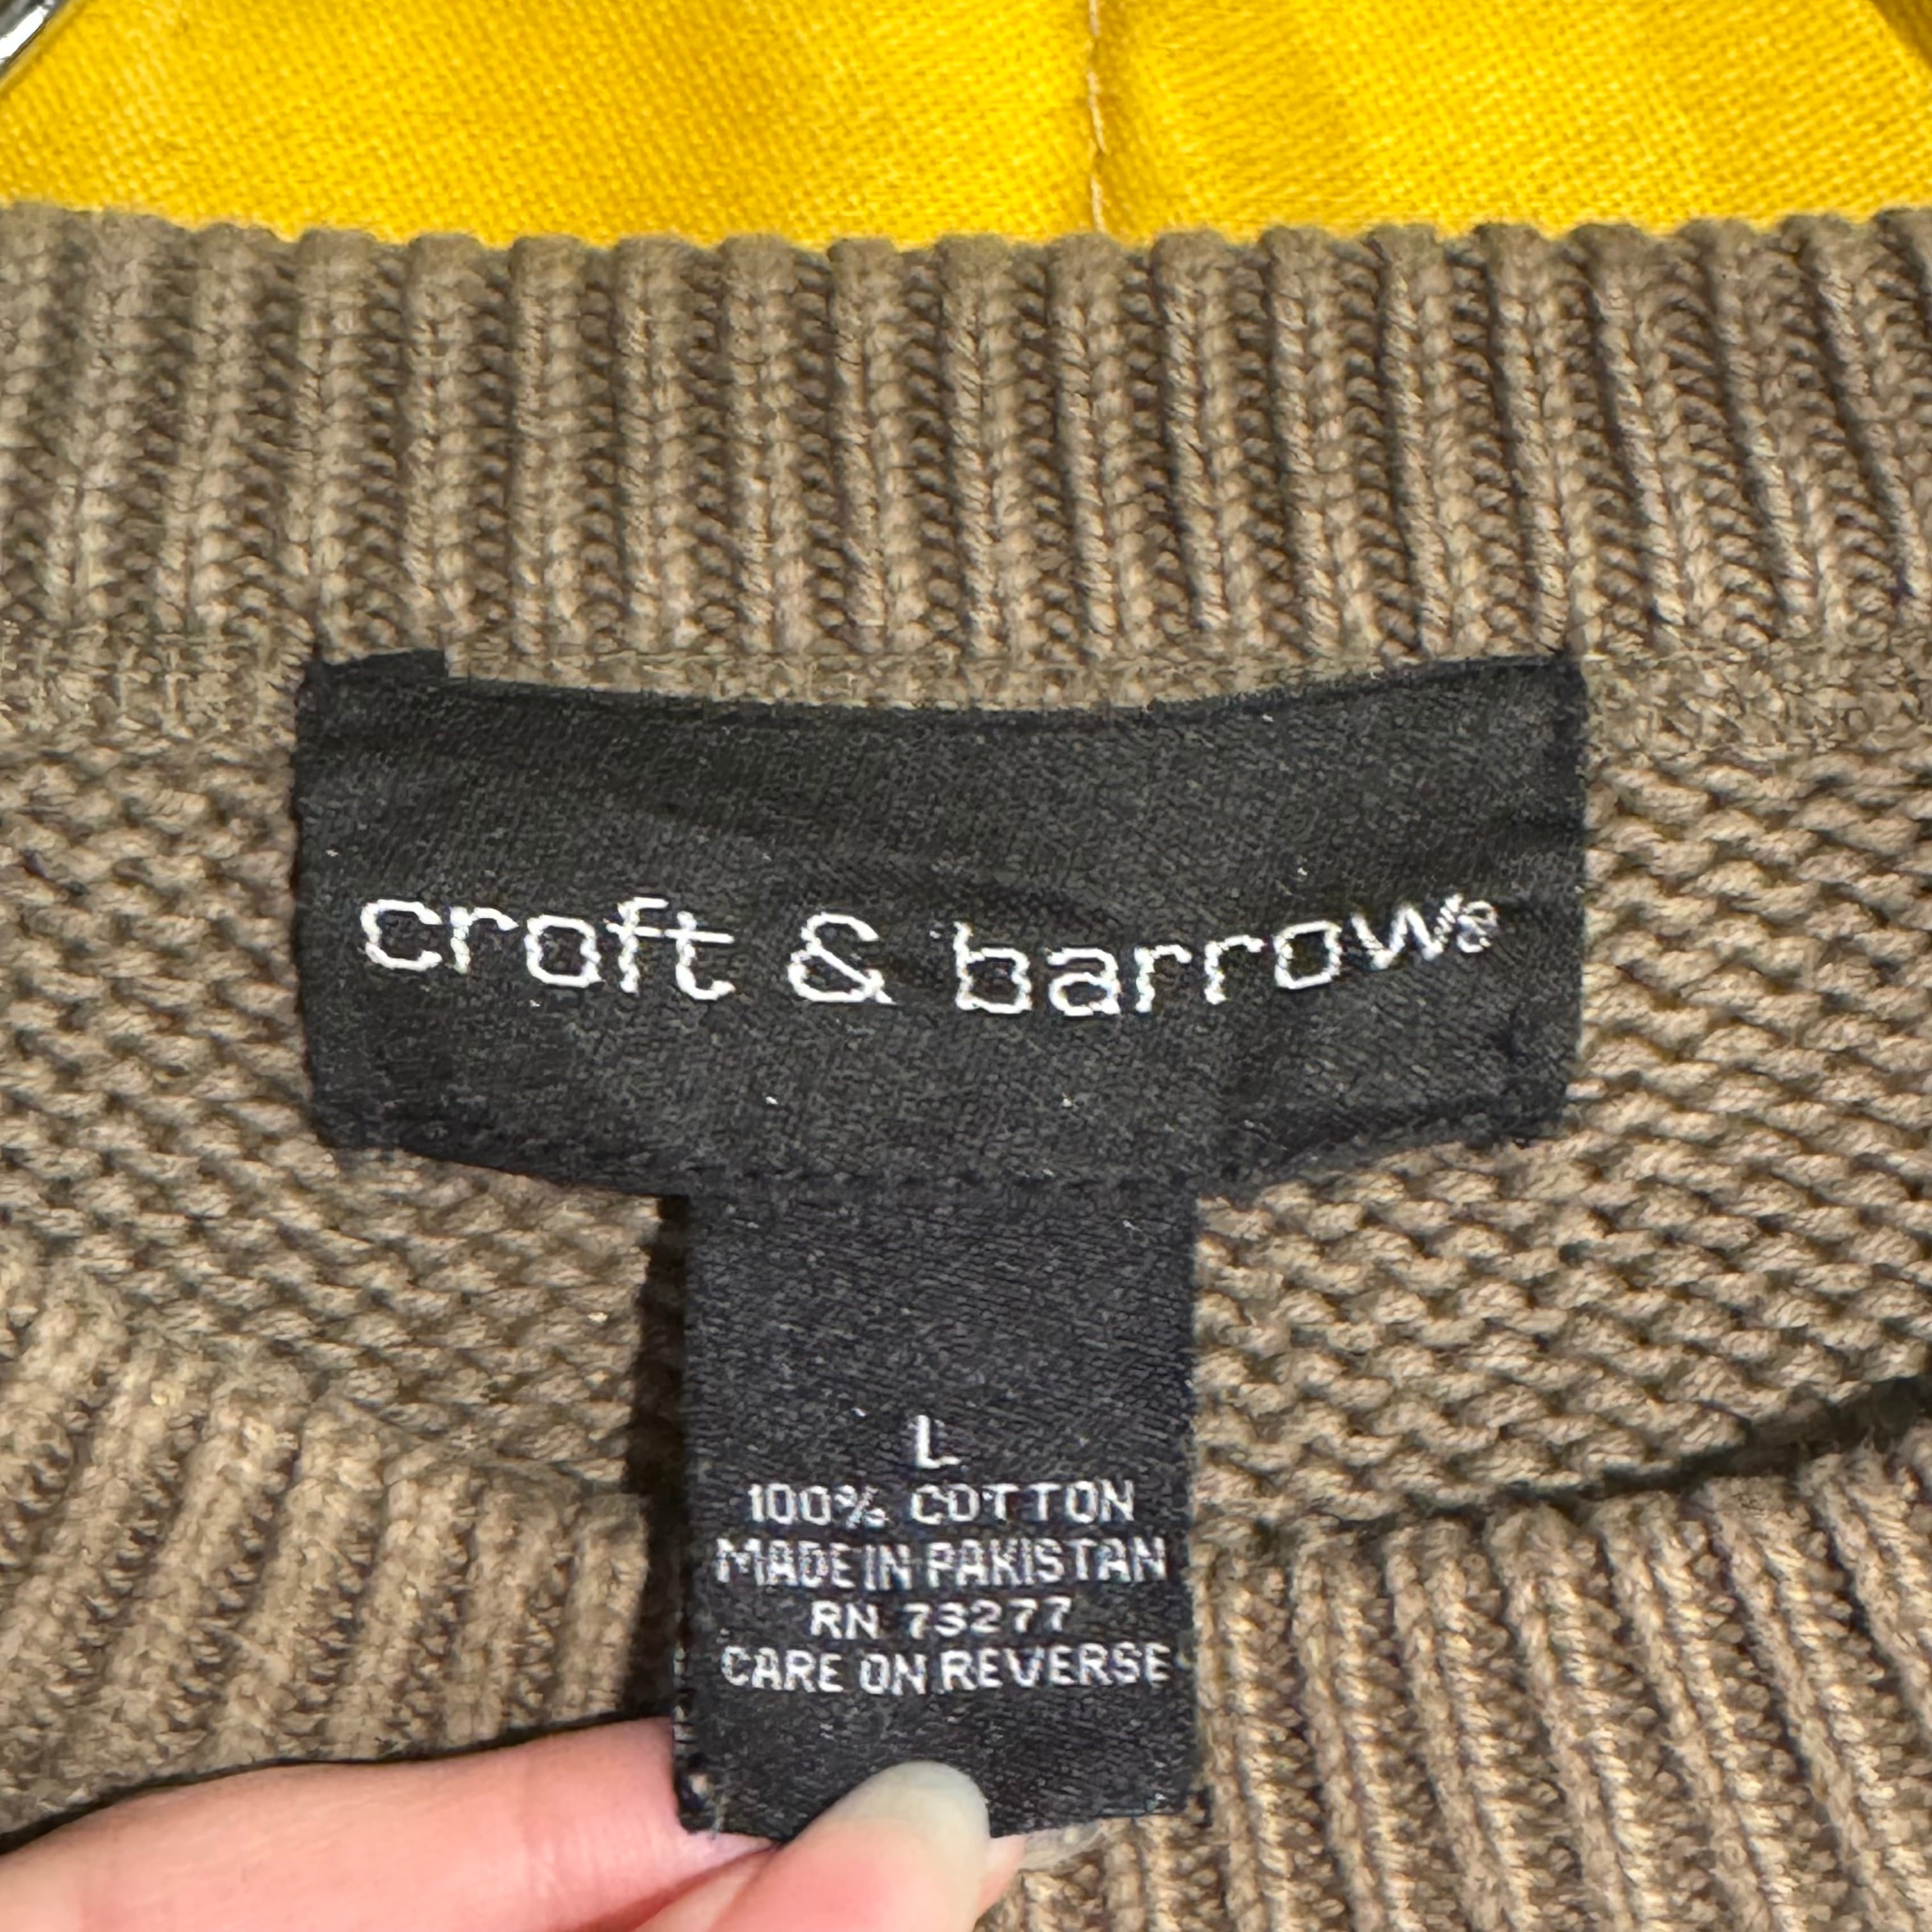 croft & barrow®
L
100% COTTON
MADE IN PAKISTAN
RN 73277
CARE ON REVERSE